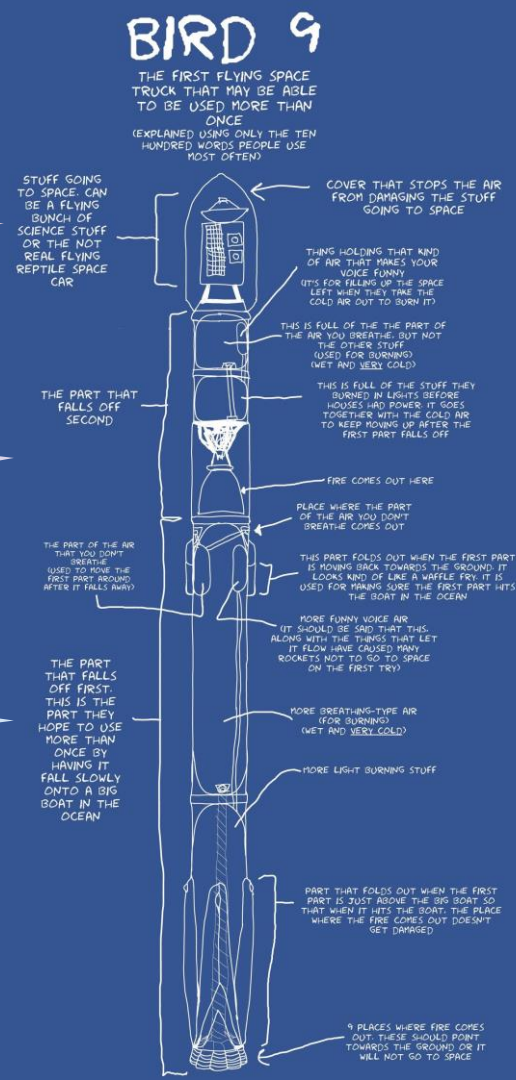 BIRD 9
THE FIRST FLYING SPACE
TRUCK THAT MAY BE ABLE
TO BE USED MORE THAN
ONCE
(EXPLAINED USING ONLY THE TEN
HUNDRED WORDS PEOPLE USE
MOST OFTEN)
STUFF GOING
TO SPACE. CAN
BE A FLYING
BUNCH OF
SCIENCE STUFF
OR THE NOT
REAL FLYING
REPTILE SPACE
CAR
COVER THAT STOPS THE AIR
FROM DAMAGING THE STUFF
GOING TO SPACE
THING HOLDING THAT KIND
OF AIR THAT MAKES YOUR
VOICE FUNNY
(IT'S FOR FILLING UP THE SPACE
LEFT WHEN THEY TAKE THE
COLD AIR OUT TO BURN IT)
THIS IS FULL OF THE THE PART OF
THE AIR YOU BREATHE, BUT NOT
THE OTHER STUFF
(USED FOR BURNING)
(WET AND VERY COLD)
THE PART THAT
FALLS OFF
SECOND
THIS IS FULL OF THE STUFF THEY
BURNED IN LIGHTS BEFORE
HOUSES HAD POWER. IT GOES
TOGETHER WITH THE COLD AIR
TO KEEP MOVING UP AFTER THE
FIRST PART FALLS OFF
FIRE COMES OUT HERE
PLACE WHERE THE PART
OF THE AIR YOU DON'T
BREATHE COMES OUT
THE PART OF THE AIR
THAT YOU DON'T
BREATHE
(USED TO MOVE THE
FIRST PART AROUND
AFTER IT FALLS AWAY)
THIS PART FOLDS OUT WHEN THE FIRST PART
IS MOVING BACK TOWARDS THE GROUND. IT
LOOKS KIND OF LIKE A WAFFLE FRY. IT IS
USED FOR MAKING SURE THE FIRST PART HITS
THE BOAT IN THE OCEAN
MORE FUNNY VOICE AIR
(IT SHOULD BE SAID THAT THIS,
ALONG WITH THE THINGS THAT LET
IT FLOW HAVE CAUSED MANY
ROCKETS NOT TO GO TO SPACE
ON THE FIRST TRY)
THE PART
THAT FALLS
OFF FIRST.
THIS IS THE
PART THEY
HOPE TO USE
MORE THAN
ONCE BY
HAVING IT
FALL SLOWLY
ONTO A BIG
BOAT IN THE
OCEAN
MORE BREATHING-TYPE AIR
(FOR BURNING)
(WET AND VERY COLD)
MORE LIGHT BURNING STUFF
PART THAT FOLDS OUT WHEN THE FIRST
PART IS JUST ABOVE THE BIG BOAT SO
THAT WHEN IT HITS THE BOAT, THE PLACE
WHERE THE FIRE COMES OUT DOESN'T
GET DAMAGED
9 PLACES WHERE FIRE COMES
OUT. THESE SHOULD POINT
TOWARDS THE GROUND OR IT
WILL NOT GO TO SPACE